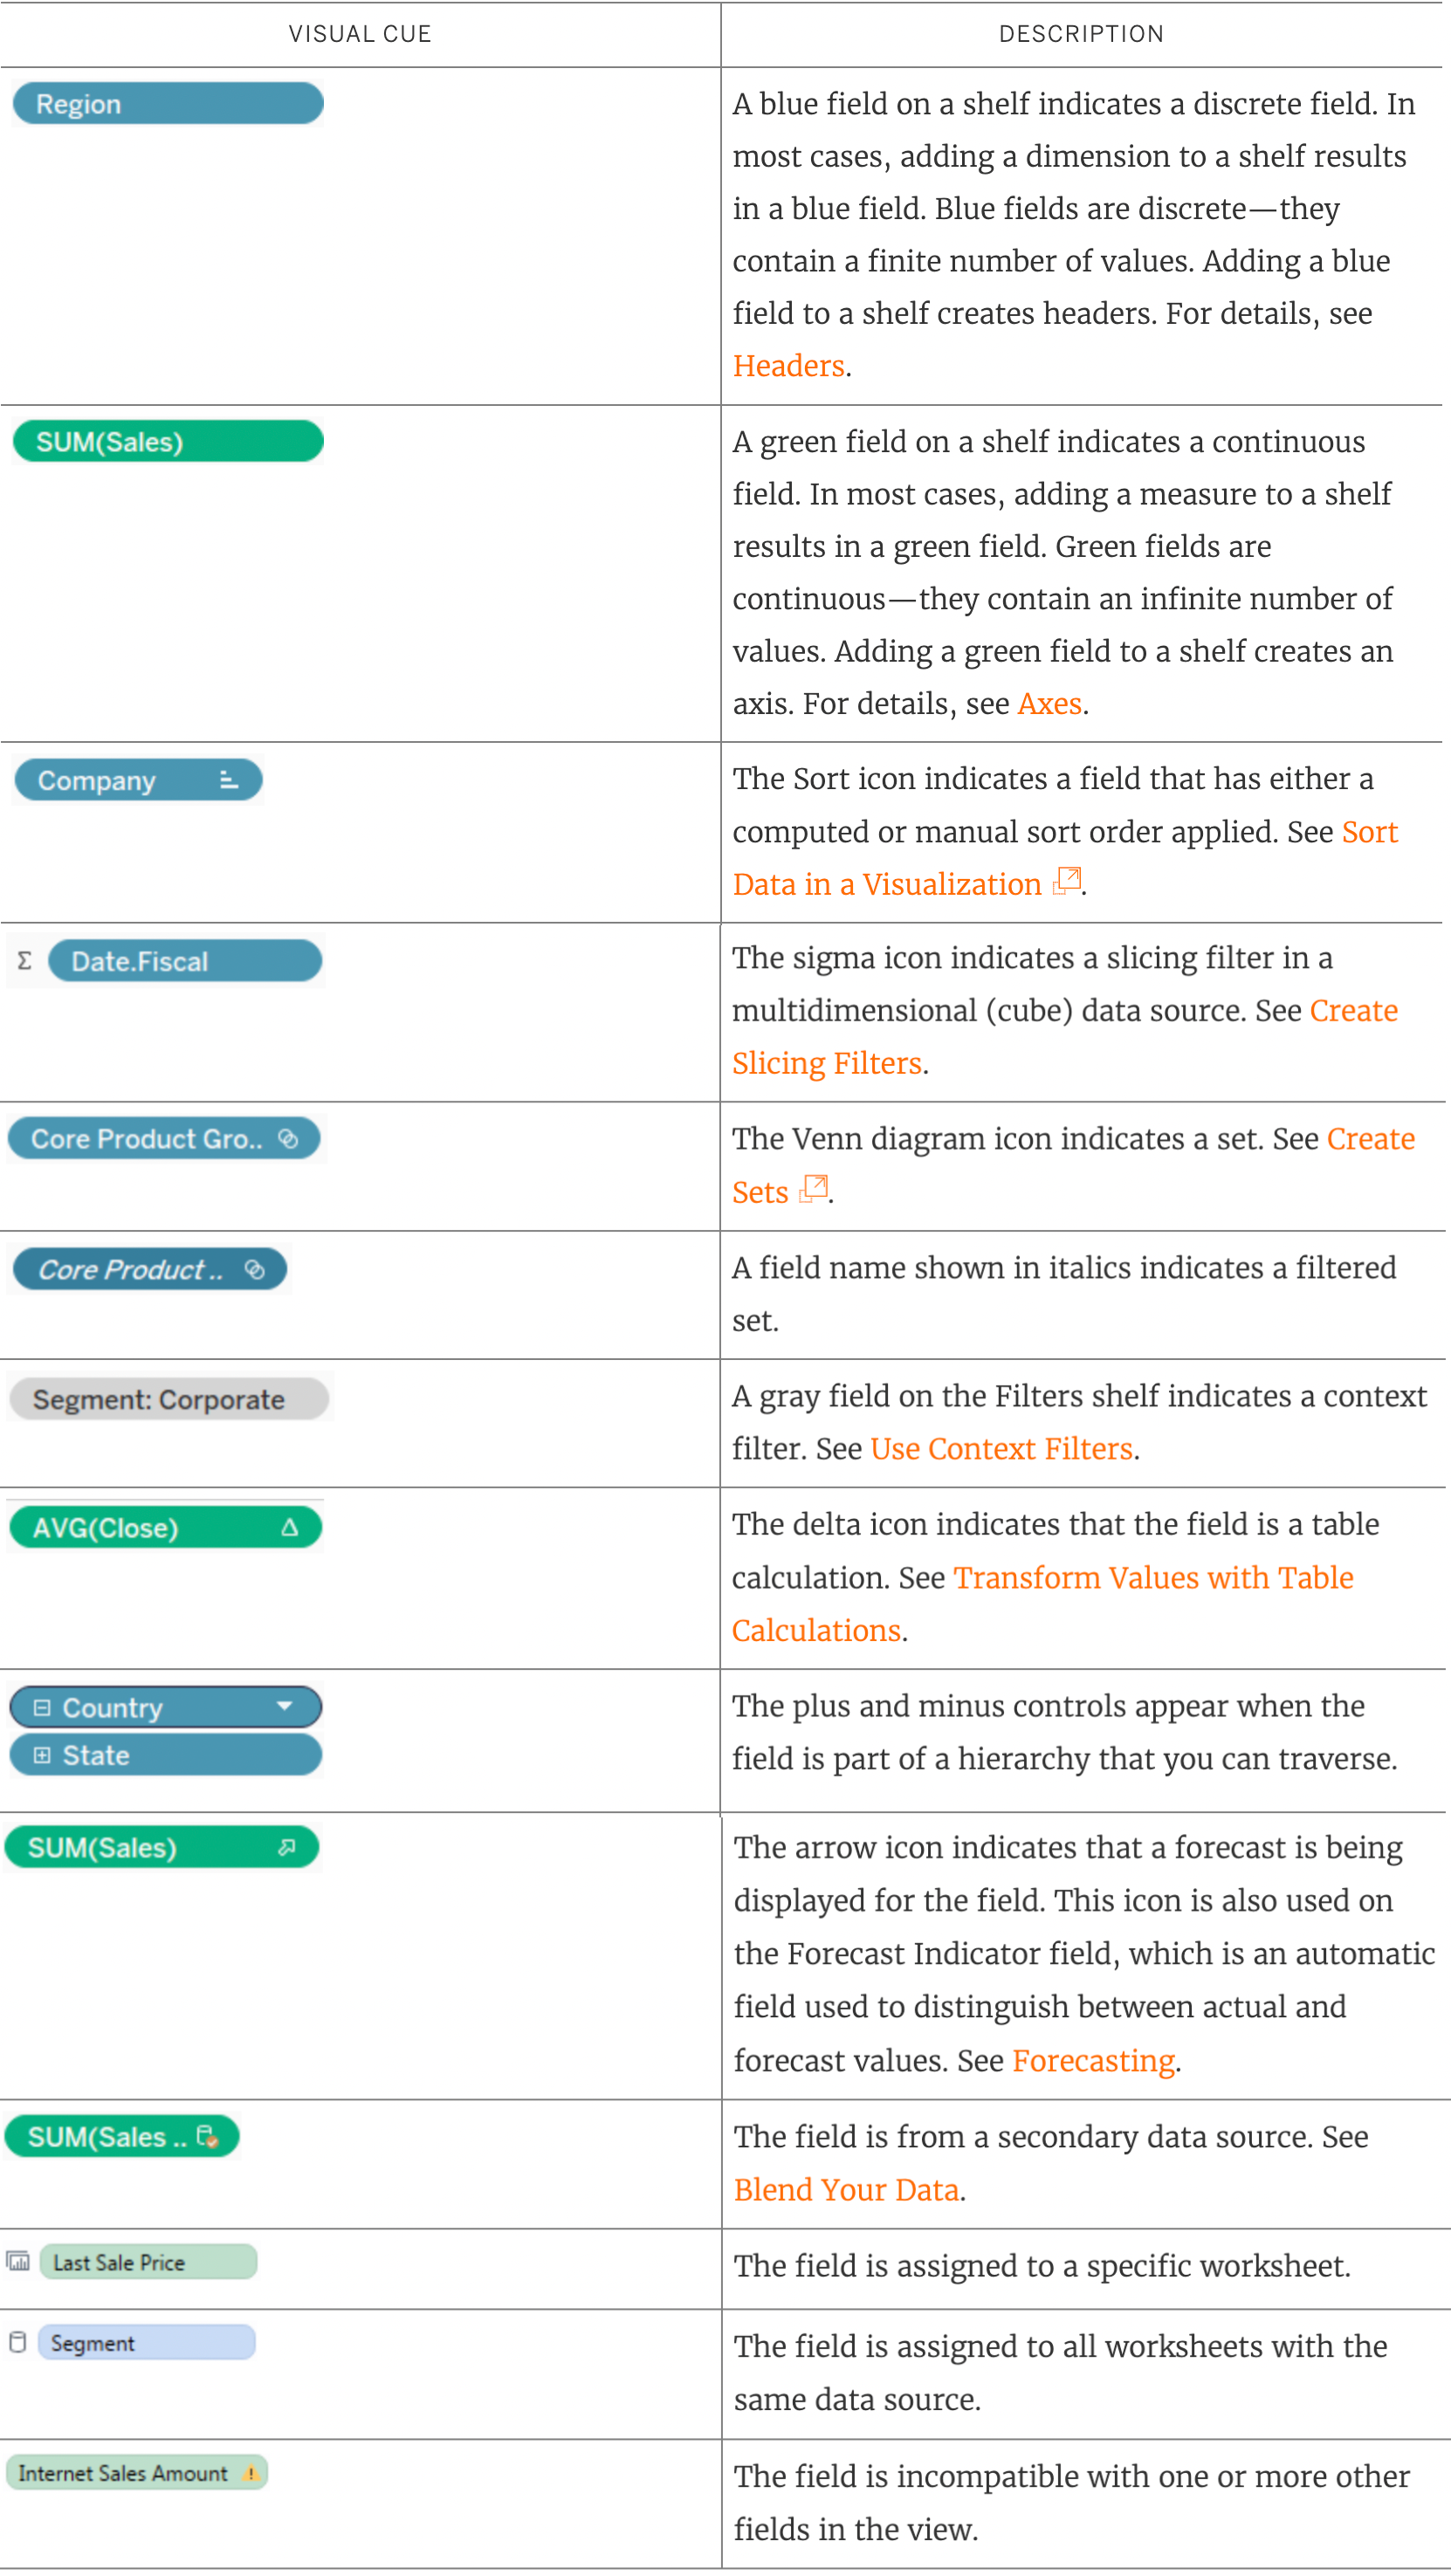 VISUAL CUE
DESCRIPTION
Region
A blue field on a shelf indicates a discrete field. In
most cases, adding a dimension to a shelf results
in a blue field. Blue fields are discrete—they
contain a finite number of values. Adding a blue
field to a shelf creates headers. For details, see
Headers.
SUM(Sales)
A green field on a shelf indicates a continuous
field. In most cases, adding a measure to a shelf
results in a green field. Green fields are
continuous—they contain an infinite number of
values. Adding a green field to a shelf creates an
axis. For details, see Axes.
Company
The Sort icon indicates a field that has either a
computed or manual sort order applied. See Sort
Data in a Visualization.
Σ Date.Fiscal
The sigma icon indicates a slicing filter in a
multidimensional (cube) data source. See Create
Slicing Filters.
Core Product Gro..
The Venn diagram icon indicates a set. See Create
Sets.
Core Product ..
A field name shown in italics indicates a filtered
set.
Segment: Corporate
A gray field on the Filters shelf indicates a context
filter. See Use Context Filters.
AVG(Close) Δ
The delta icon indicates that the field is a table
calculation. See Transform Values with Table
Calculations.
Country
State
The plus and minus controls appear when the
field is part of a hierarchy that you can traverse.
SUM(Sales)
The arrow icon indicates that a forecast is being
displayed for the field. This icon is also used on
the Forecast Indicator field, which is an automatic
field used to distinguish between actual and
forecast values. See Forecasting.
SUM(Sales ..
The field is from a secondary data source. See
Blend Your Data.
Last Sale Price
The field is assigned to a specific worksheet.
Segment
The field is assigned to all worksheets with the
same data source.
Internet Sales Amount
The field is incompatible with one or more other
fields in the view.